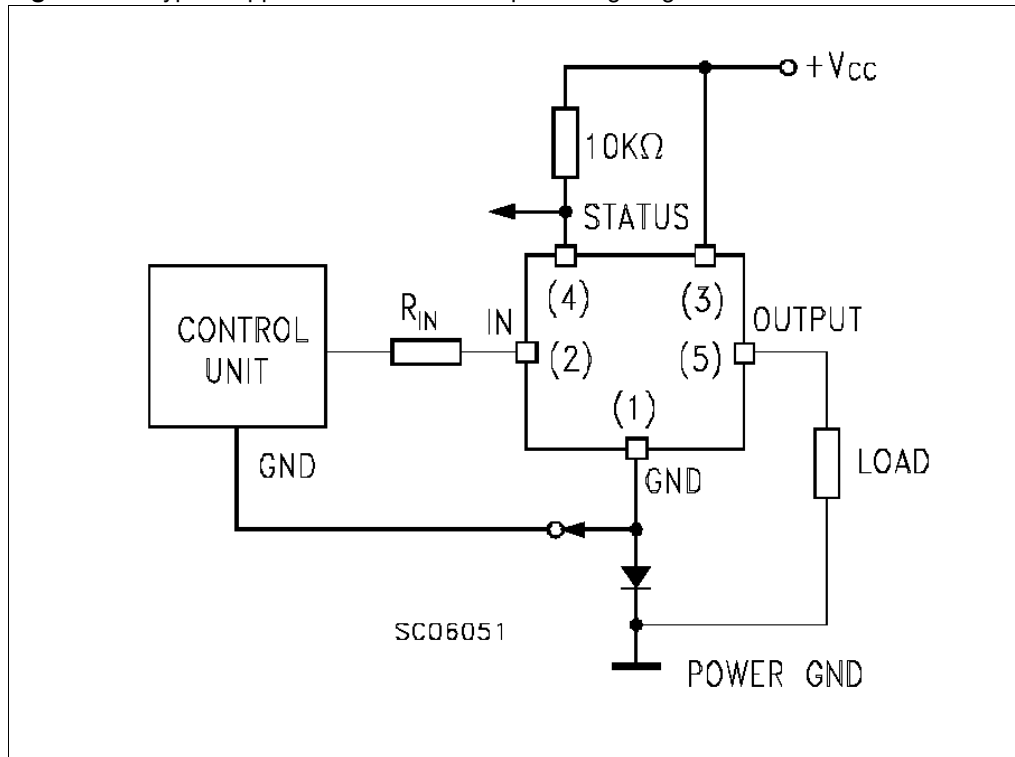 +VCC
10KΩ
STATUS
(4)
(3)
CONTROL
UNIT
RIN
IN
(2)
(5)
OUTPUT
(1)
GND
GND
LOAD
SC06051
POWER GND